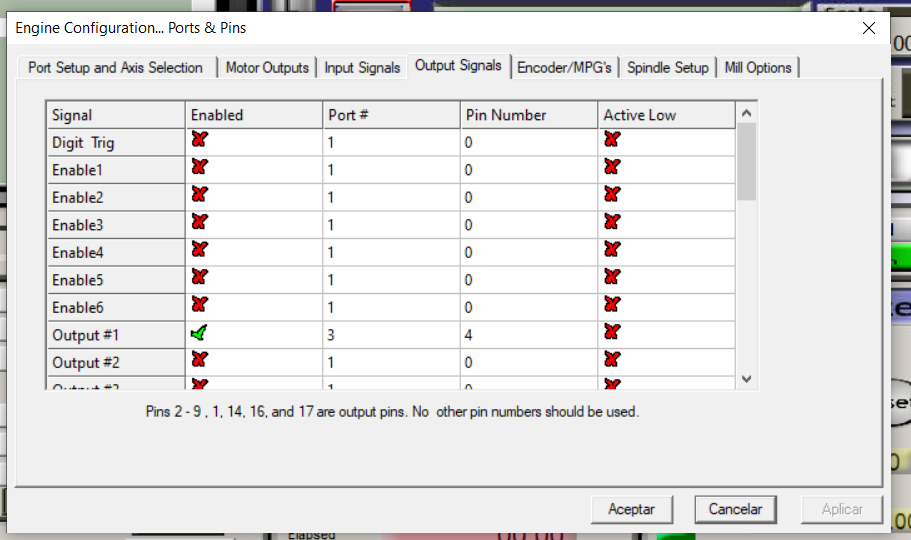 Engine Configuration... Ports & Pins
Port Setup and Axis Selection Motor Outputs Input Signals Output Signals Encoder/MPG's Spindle Setup Mill Options
Signal Enabled Port # Pin Number Active Low
Digit Trig 1 0
Enable1 1 0
Enable2 1 0
Enable3 1 0
Enable4 1 0
Enable5 1 0
Enable6 1 0
Output #1 3 4
Output #2 1 0
Pins 2 - 9 , 1, 14, 16, and 17 are output pins. No other pin numbers should be used.
Aceptar Cancelar Aplicar
Elapsed